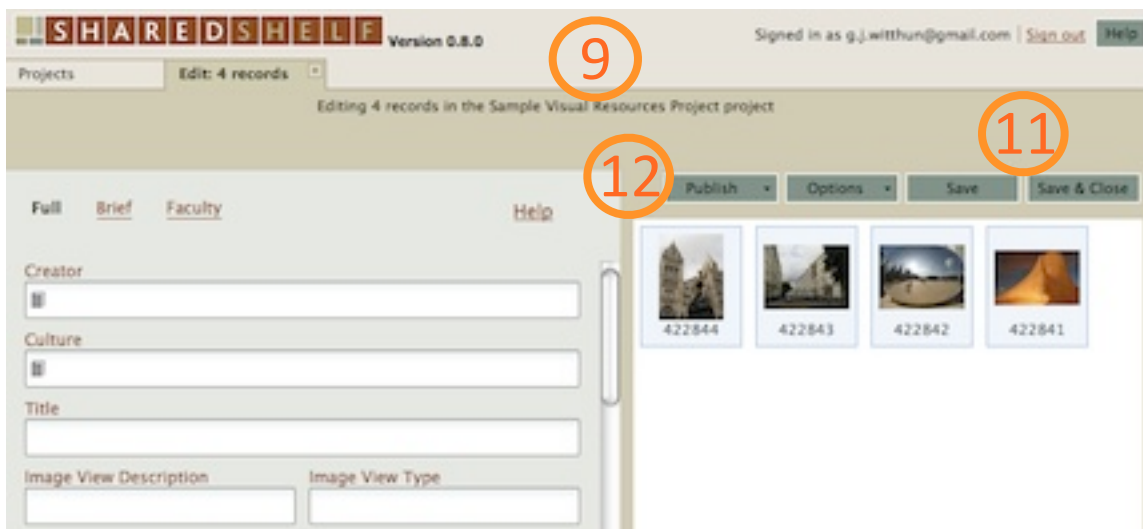 SHAREDSHELF Version 0.8.0
Signed in as g.j.witthun@gmail.com | Sign out Help
9
Projects Edit: 4 records
Editing 4 records in the Sample Visual Resources Project project
11
12
Publish Options Save Save & Close
Full Brief Faculty Help
422844 422843 422842 422841
Creator
Culture
Title
Image View Description Image View Type